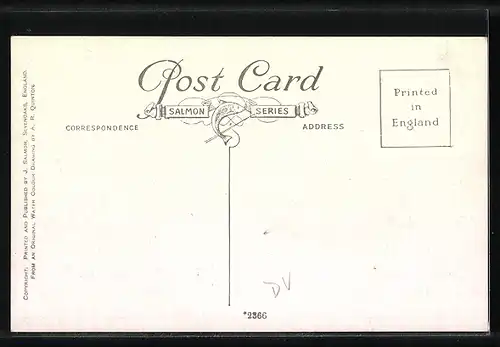 Post Card
SALMON SERIES
CORRESPONDENCE
ADDRESS
Printed
in
England
COPYRIGHT. PRINTED AND PUBLISHED BY J. SALMON, SEVENOAKS, ENGLAND.
FROM AN ORIGINAL WATER COLOUR DRAWING BY A. R. QUINTON
DV
*2366